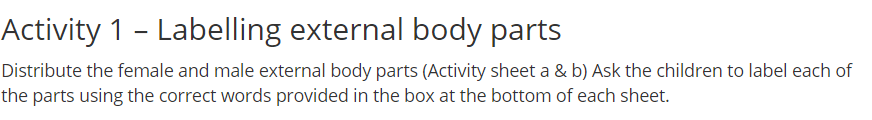 Activity 1 – Labelling external body parts
Distribute the female and male external body parts (Activity sheet a & b) Ask the children to label each of
the parts using the correct words provided in the box at the bottom of each sheet.